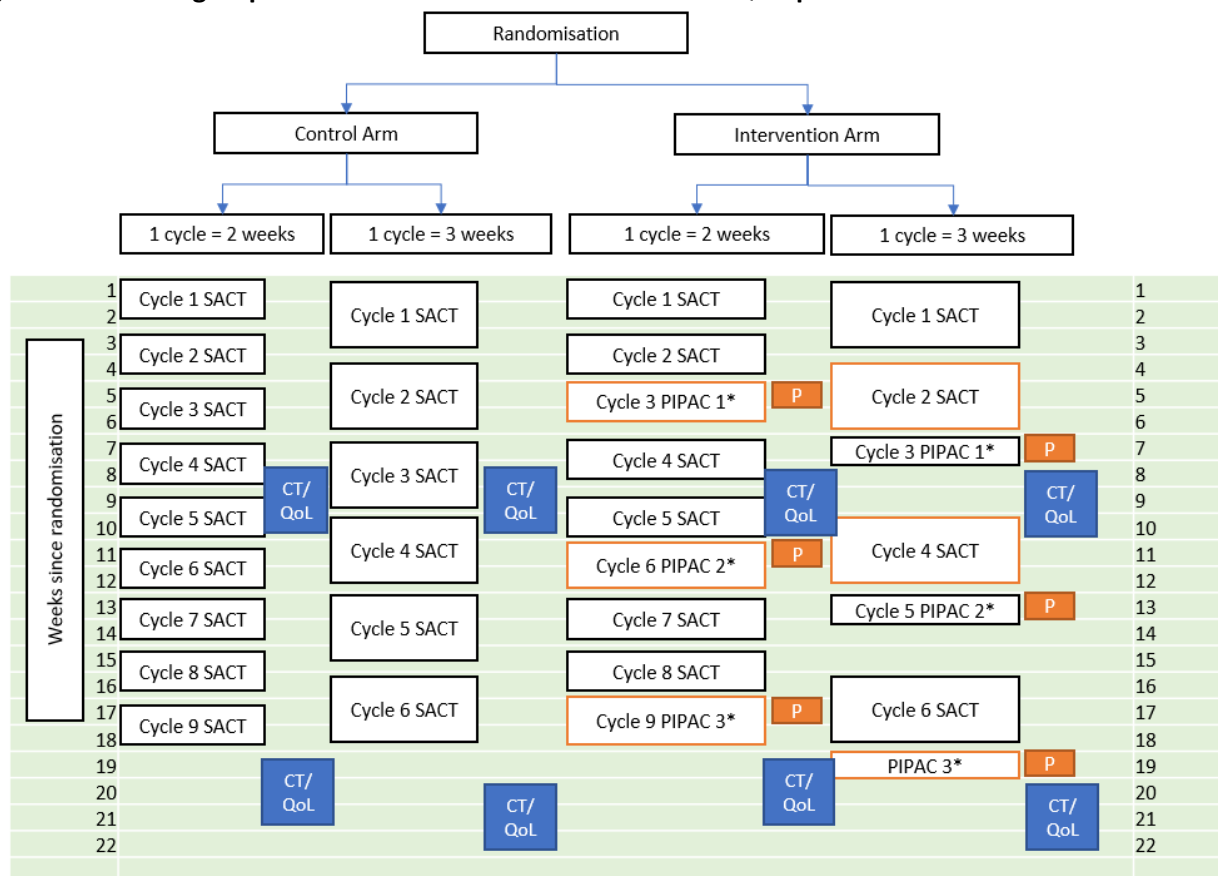 Randomisation
Control Arm
Intervention Arm
1 cycle = 2 weeks
1 cycle = 3 weeks
1 cycle = 2 weeks
1 cycle = 3 weeks
Weeks since randomisation
1
2
3
4
5
6
7
8
9
10
11
12
13
14
15
16
17
18
19
20
21
22
Cycle 1 SACT
Cycle 2 SACT
Cycle 3 SACT
Cycle 4 SACT
Cycle 5 SACT
Cycle 6 SACT
Cycle 7 SACT
Cycle 8 SACT
Cycle 9 SACT
CT/
QoL
CT/
QoL
Cycle 1 SACT
Cycle 2 SACT
Cycle 3 SACT
Cycle 4 SACT
Cycle 5 SACT
Cycle 6 SACT
CT/
QoL
CT/
QoL
Cycle 1 SACT
Cycle 2 SACT
Cycle 3 PIPAC 1*
P
Cycle 4 SACT
Cycle 5 SACT
Cycle 6 PIPAC 2*
P
Cycle 7 SACT
Cycle 8 SACT
Cycle 9 PIPAC 3*
P
CT/
QoL
CT/
QoL
Cycle 1 SACT
Cycle 2 SACT
Cycle 3 PIPAC 1*
P
Cycle 4 SACT
Cycle 5 PIPAC 2*
P
Cycle 6 SACT
PIPAC 3*
P
CT/
QoL
CT/
QoL
1
2
3
4
5
6
7
8
9
10
11
12
13
14
15
16
17
18
19
20
21
22